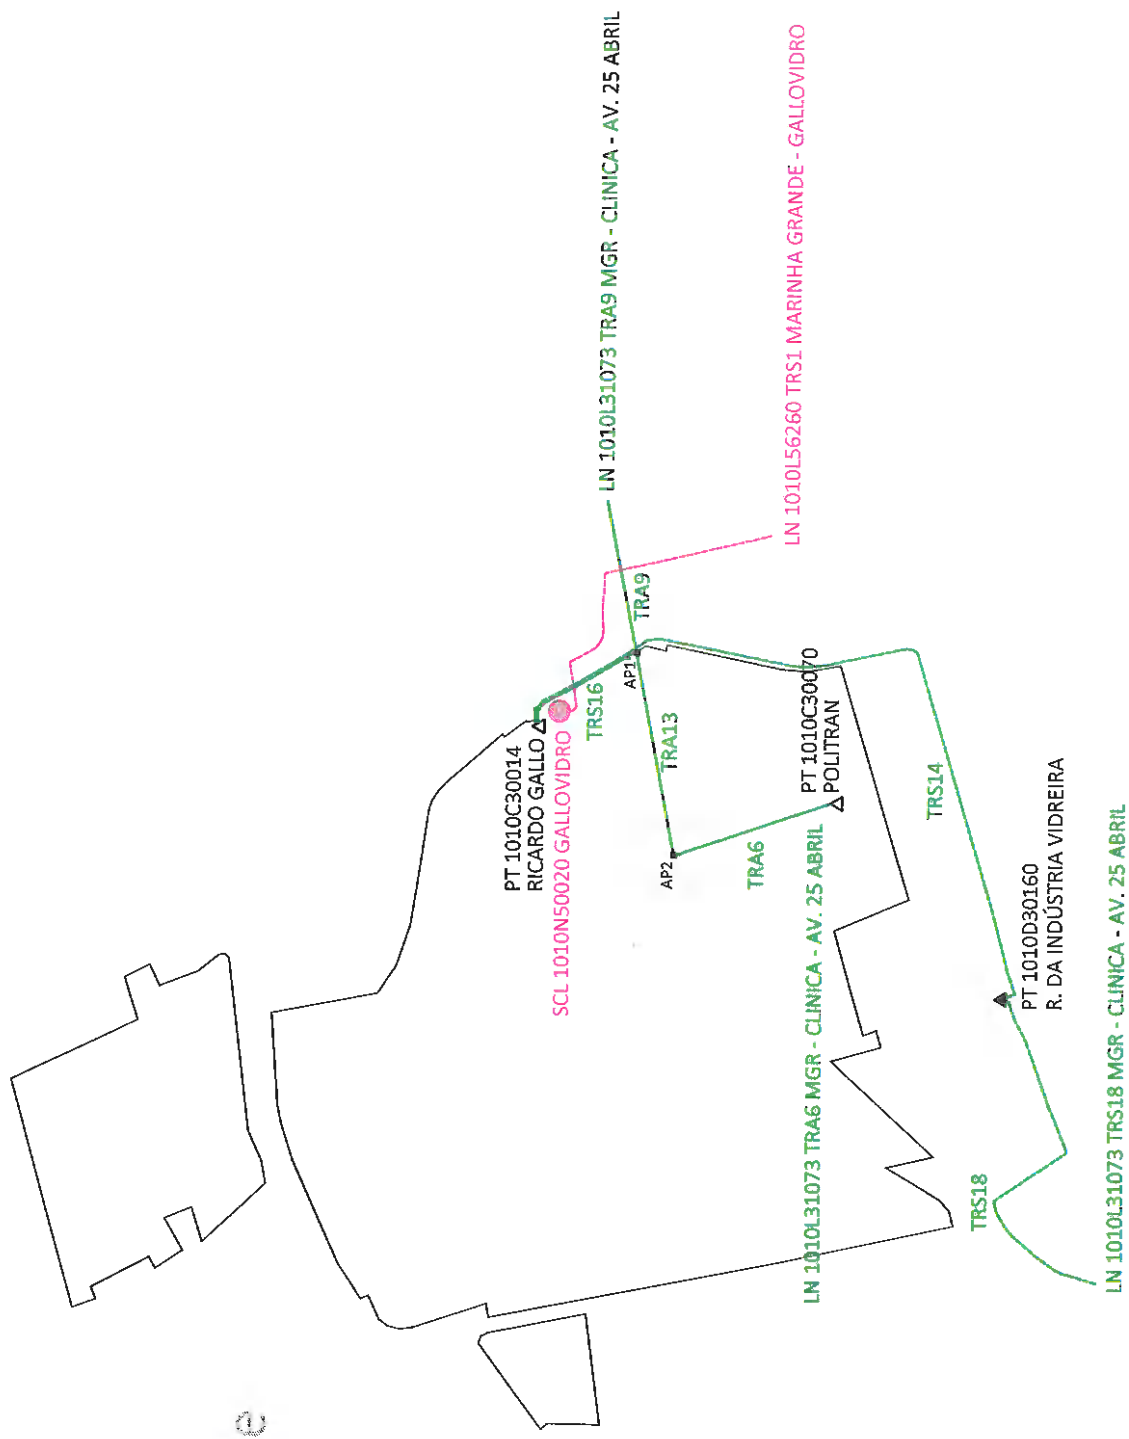 LN 1010L31073 TRA9 MGR - CLINICA - AV. 25 ABRIL
LN 1010L56260 TRS1 MARINHA GRANDE - GALLOVIDRO
PT 1010C30014
RICARDO GALLO
SCL 1010N50020 GALLOVIDRO
TRS16
AP1
TRA9
TRA13
AP2
TRA6
PT 1010C30070
POLITRAN
LN 1010L31073 TRA6 MGR - CLINICA - AV. 25 ABRIL
TRS14
PT 1010D30160
R. DA INDÚSTRIA VIDREIRA
TRS18
LN 1010L31073 TRS18 MGR - CLINICA - AV. 25 ABRIL